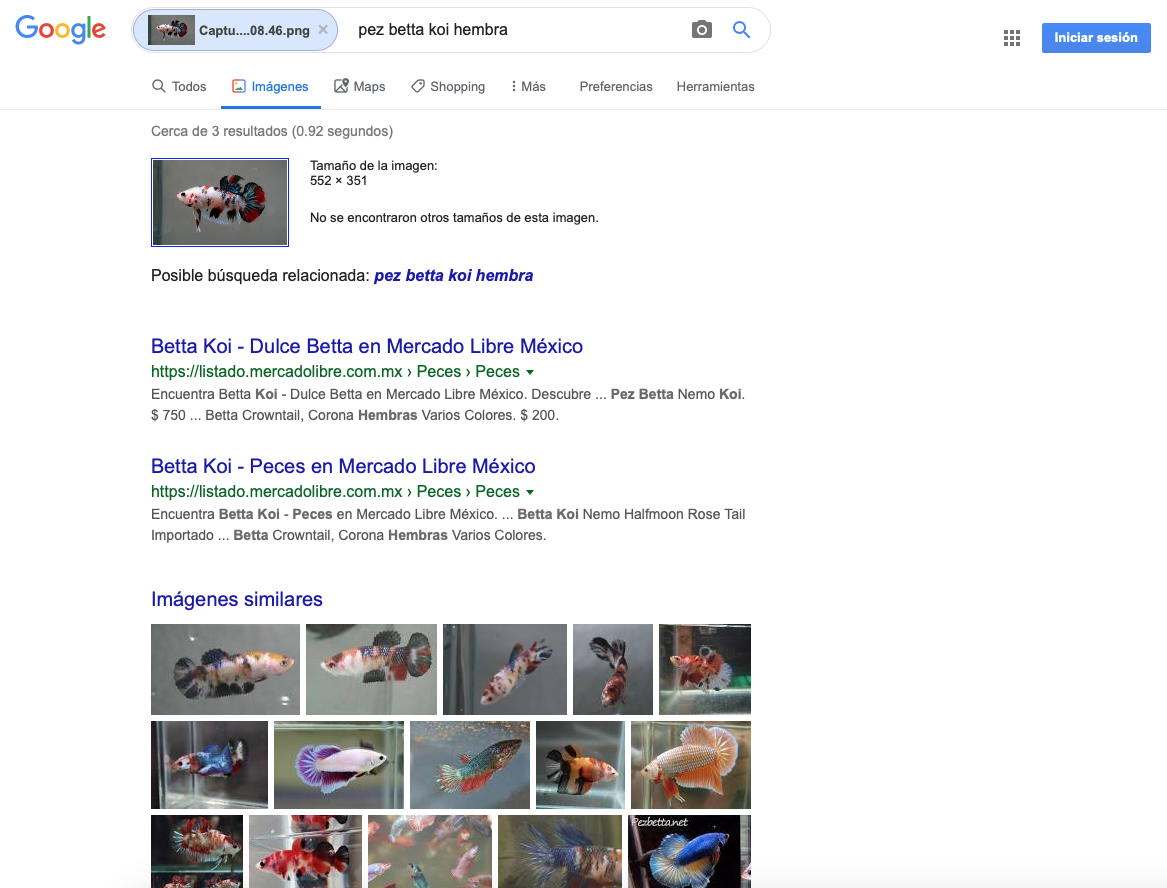 Google
Captu....08.46.png × pez betta koi hembra
Iniciar sesión
Todos Imágenes Maps Shopping Más Preferencias Herramientas
Cerca de 3 resultados (0.92 segundos)
Tamaño de la imagen:
552 × 351
No se encontraron otros tamaños de esta imagen.
Posible búsqueda relacionada: pez betta koi hembra
Betta Koi - Dulce Betta en Mercado Libre México
https://listado.mercadolibre.com.mx › Peces › Peces
Encuentra Betta Koi - Dulce Betta en Mercado Libre México. Descubre ... Pez Betta Nemo Koi.
$ 750 ... Betta Crowntail, Corona Hembras Varios Colores. $ 200.
Betta Koi - Peces en Mercado Libre México
https://listado.mercadolibre.com.mx › Peces › Peces
Encuentra Betta Koi - Peces en Mercado Libre México. ... Betta Koi Nemo Halfmoon Rose Tail
Importado ... Betta Crowntail, Corona Hembras Varios Colores.
Imágenes similares
Pezbetta.net